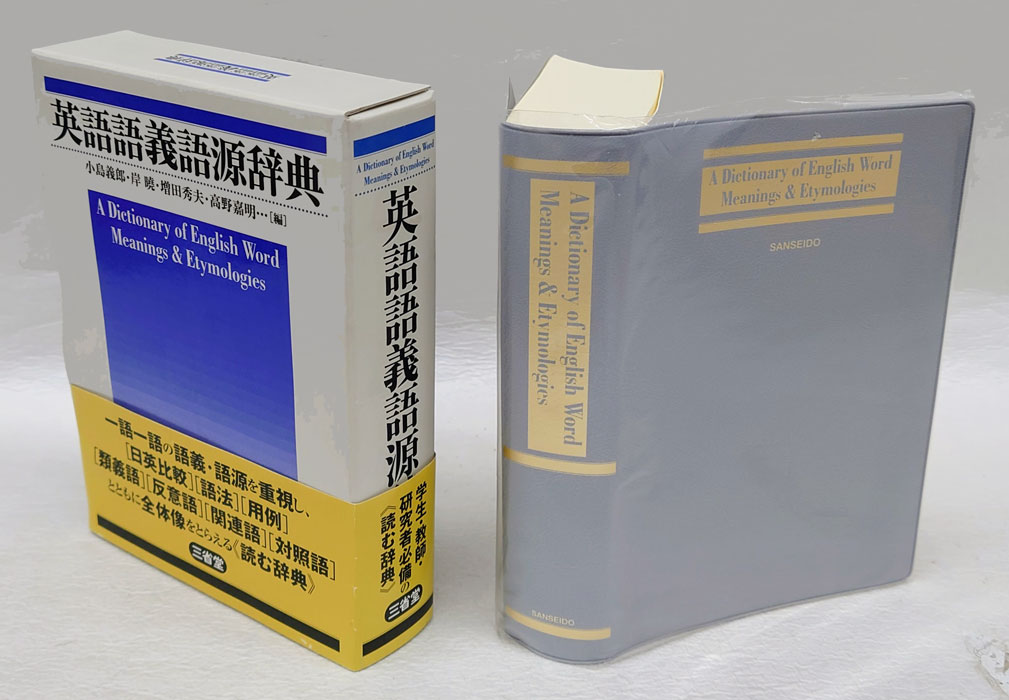 英語語義語源辞典
小島義郎・岸 曉・増田秀夫・高野嘉明…［編］
A Dictionary of English Word
Meanings & Etymologies
一語一語の語義・語源を重視し、
［日英比較］［語法］［用例］
［類義語］［反意語］［関連語］［対照語］
とともに全体像をとらえる《読む辞典》
三省堂
A Dictionary of English Word
Meanings & Etymologies
英語語義語源
学生・教師・
研究者必備の
《読む辞典》
三省堂
A Dictionary of English Word
Meanings & Etymologies
SANSEIDO
A Dictionary of English Word
Meanings & Etymologies
SANSEIDO